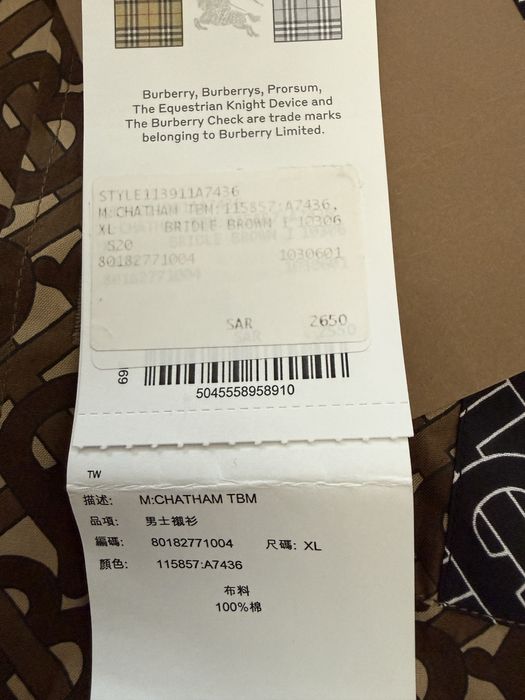 Burberry, Burberrys, Prorsum,
The Equestrian Knight Device and
The Burberry Check are trade marks
belonging to Burberry Limited.
STYLE113911A7436
M:CHATHAM TBM:115857:A7436.
XL BRIDLE BROWN I 10306
S20
80182771004 1030601
SAR 2650
69
5045558958910
TW
描述: M:CHATHAM TBM
品項: 男士襯衫
編碼: 80182771004 尺碼: XL
顏色: 115857:A7436
布料
100%棉